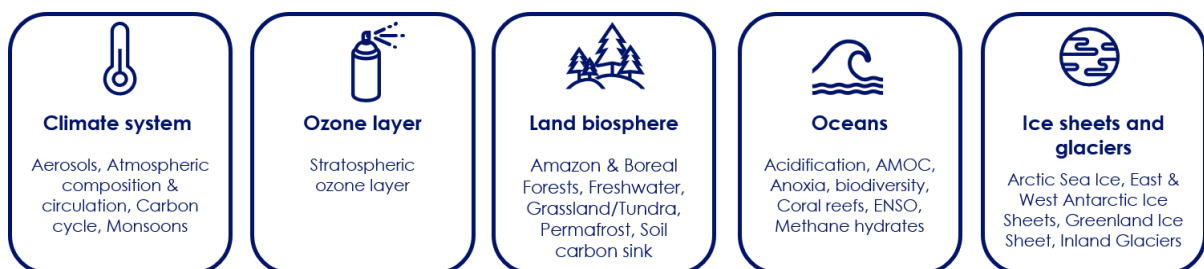 Climate system
Aerosols, Atmospheric
composition &
circulation, Carbon
cycle, Monsoons
Ozone layer
Stratospheric
ozone layer
Land biosphere
Amazon & Boreal
Forests, Freshwater,
Grassland/Tundra,
Permafrost, Soil
carbon sink
Oceans
Acidification, AMOC,
Anoxia, biodiversity,
Coral reefs, ENSO,
Methane hydrates
Ice sheets and
glaciers
Arctic Sea Ice, East &
West Antarctic Ice
Sheets, Greenland Ice
Sheet, Inland Glaciers